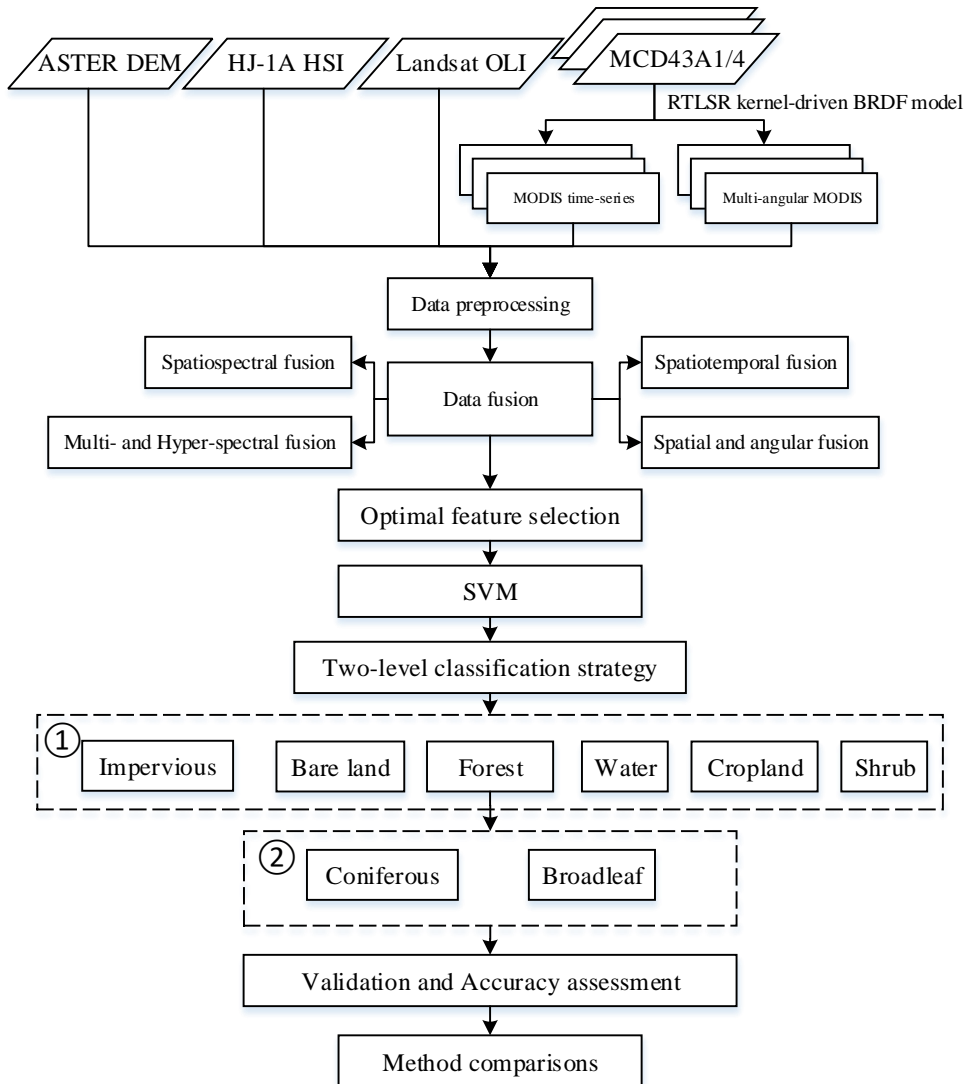 ASTER DEM
HJ-1A HSI
Landsat OLI
MCD43A1/4
RTLSR kernel-driven BRDF model
MODIS time-series
Multi-angular MODIS
Data preprocessing
Spatiospectral fusion
Spatiotemporal fusion
Data fusion
Multi- and Hyper-spectral fusion
Spatial and angular fusion
Optimal feature selection
SVM
Two-level classification strategy
①
Impervious
Bare land
Forest
Water
Cropland
Shrub
②
Coniferous
Broadleaf
Validation and Accuracy assessment
Method comparisons